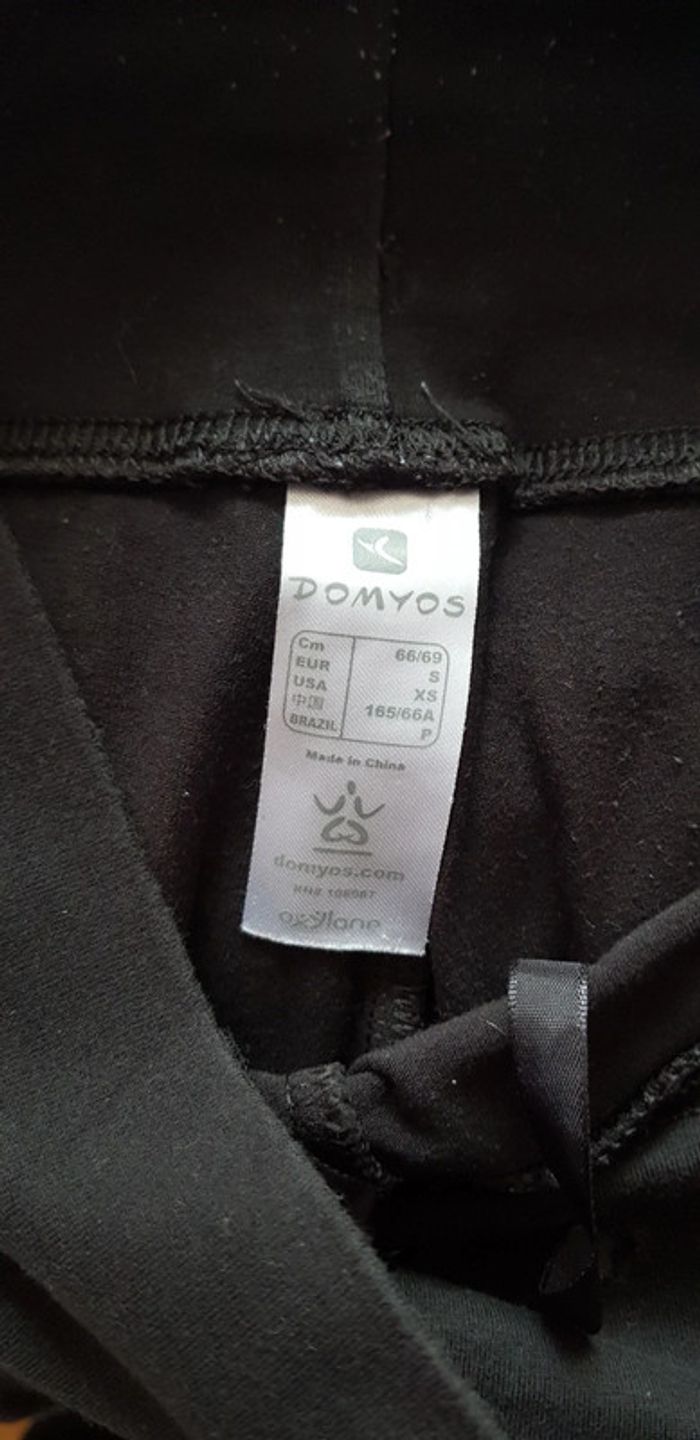 DOMYOS
Cm 66/69
EUR S
USA XS
中国 165/66A
BRAZIL P
Made in China
domyos.com
oxylane